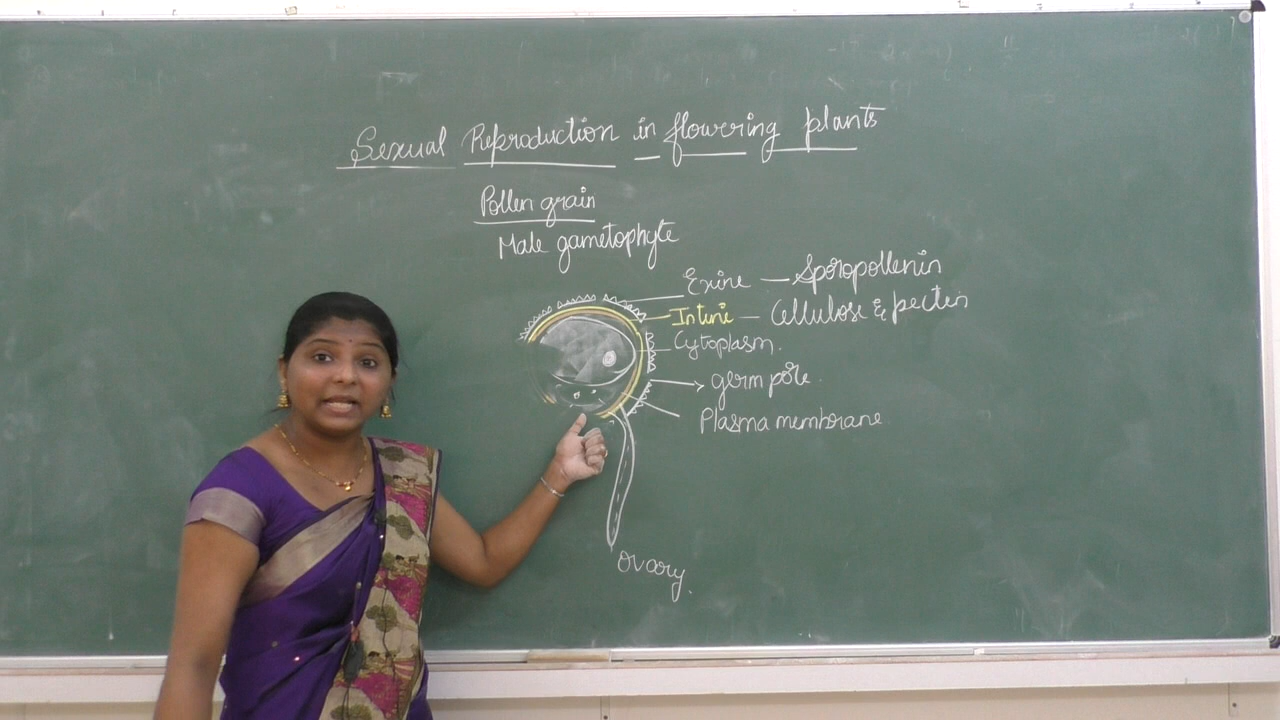 Sexual Reproduction in flowering plants
Pollen grain
Male gametophyte
Exine — Sporopollenin
Intine — Cellulose & pectin
Cytoplasm.
germ pore.
Plasma membrane
Ovary.